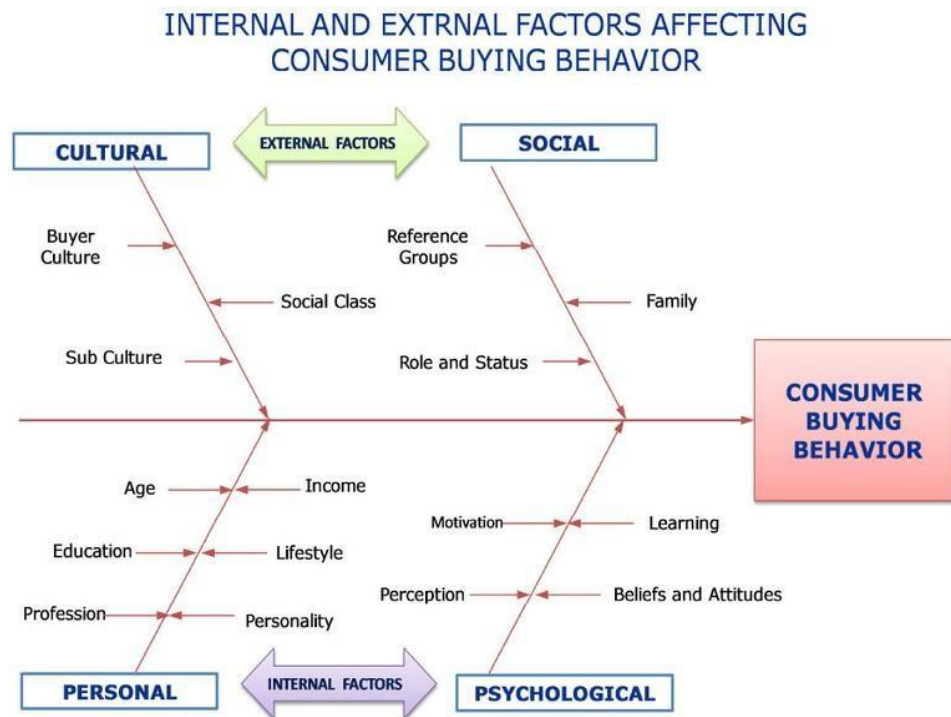 INTERNAL AND EXTRNAL FACTORS AFFECTING
CONSUMER BUYING BEHAVIOR
CULTURAL
EXTERNAL FACTORS
SOCIAL
Buyer
Culture
Reference
Groups
Social Class
Family
Sub Culture
Role and Status
CONSUMER
BUYING
BEHAVIOR
Age
Income
Motivation
Learning
Education
Lifestyle
Perception
Beliefs and Attitudes
Profession
Personality
PERSONAL
INTERNAL FACTORS
PSYCHOLOGICAL